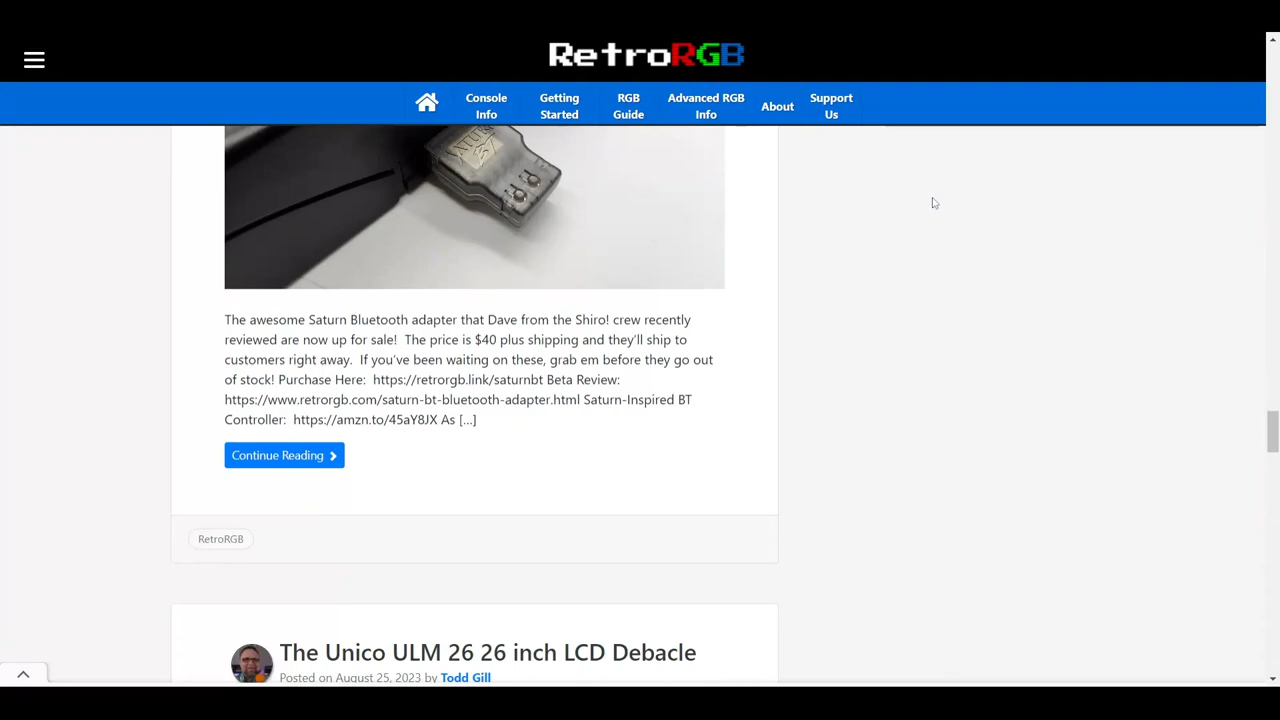 RetroRGB
Console Info
Getting Started
RGB Guide
Advanced RGB Info
About
Support Us
The awesome Saturn Bluetooth adapter that Dave from the Shiro! crew recently
reviewed are now up for sale!  The price is $40 plus shipping and they'll ship to
customers right away.  If you've been waiting on these, grab em before they go out
of stock! Purchase Here:  https://retrorgb.link/saturnbt Beta Review:
https://www.retrorgb.com/saturn-bt-bluetooth-adapter.html Saturn-Inspired BT
Controller:  https://amzn.to/45aY8JX As [...]
Continue Reading
RetroRGB
The Unico ULM 26 26 inch LCD Debacle
Posted on August 25, 2023 by Todd Gill